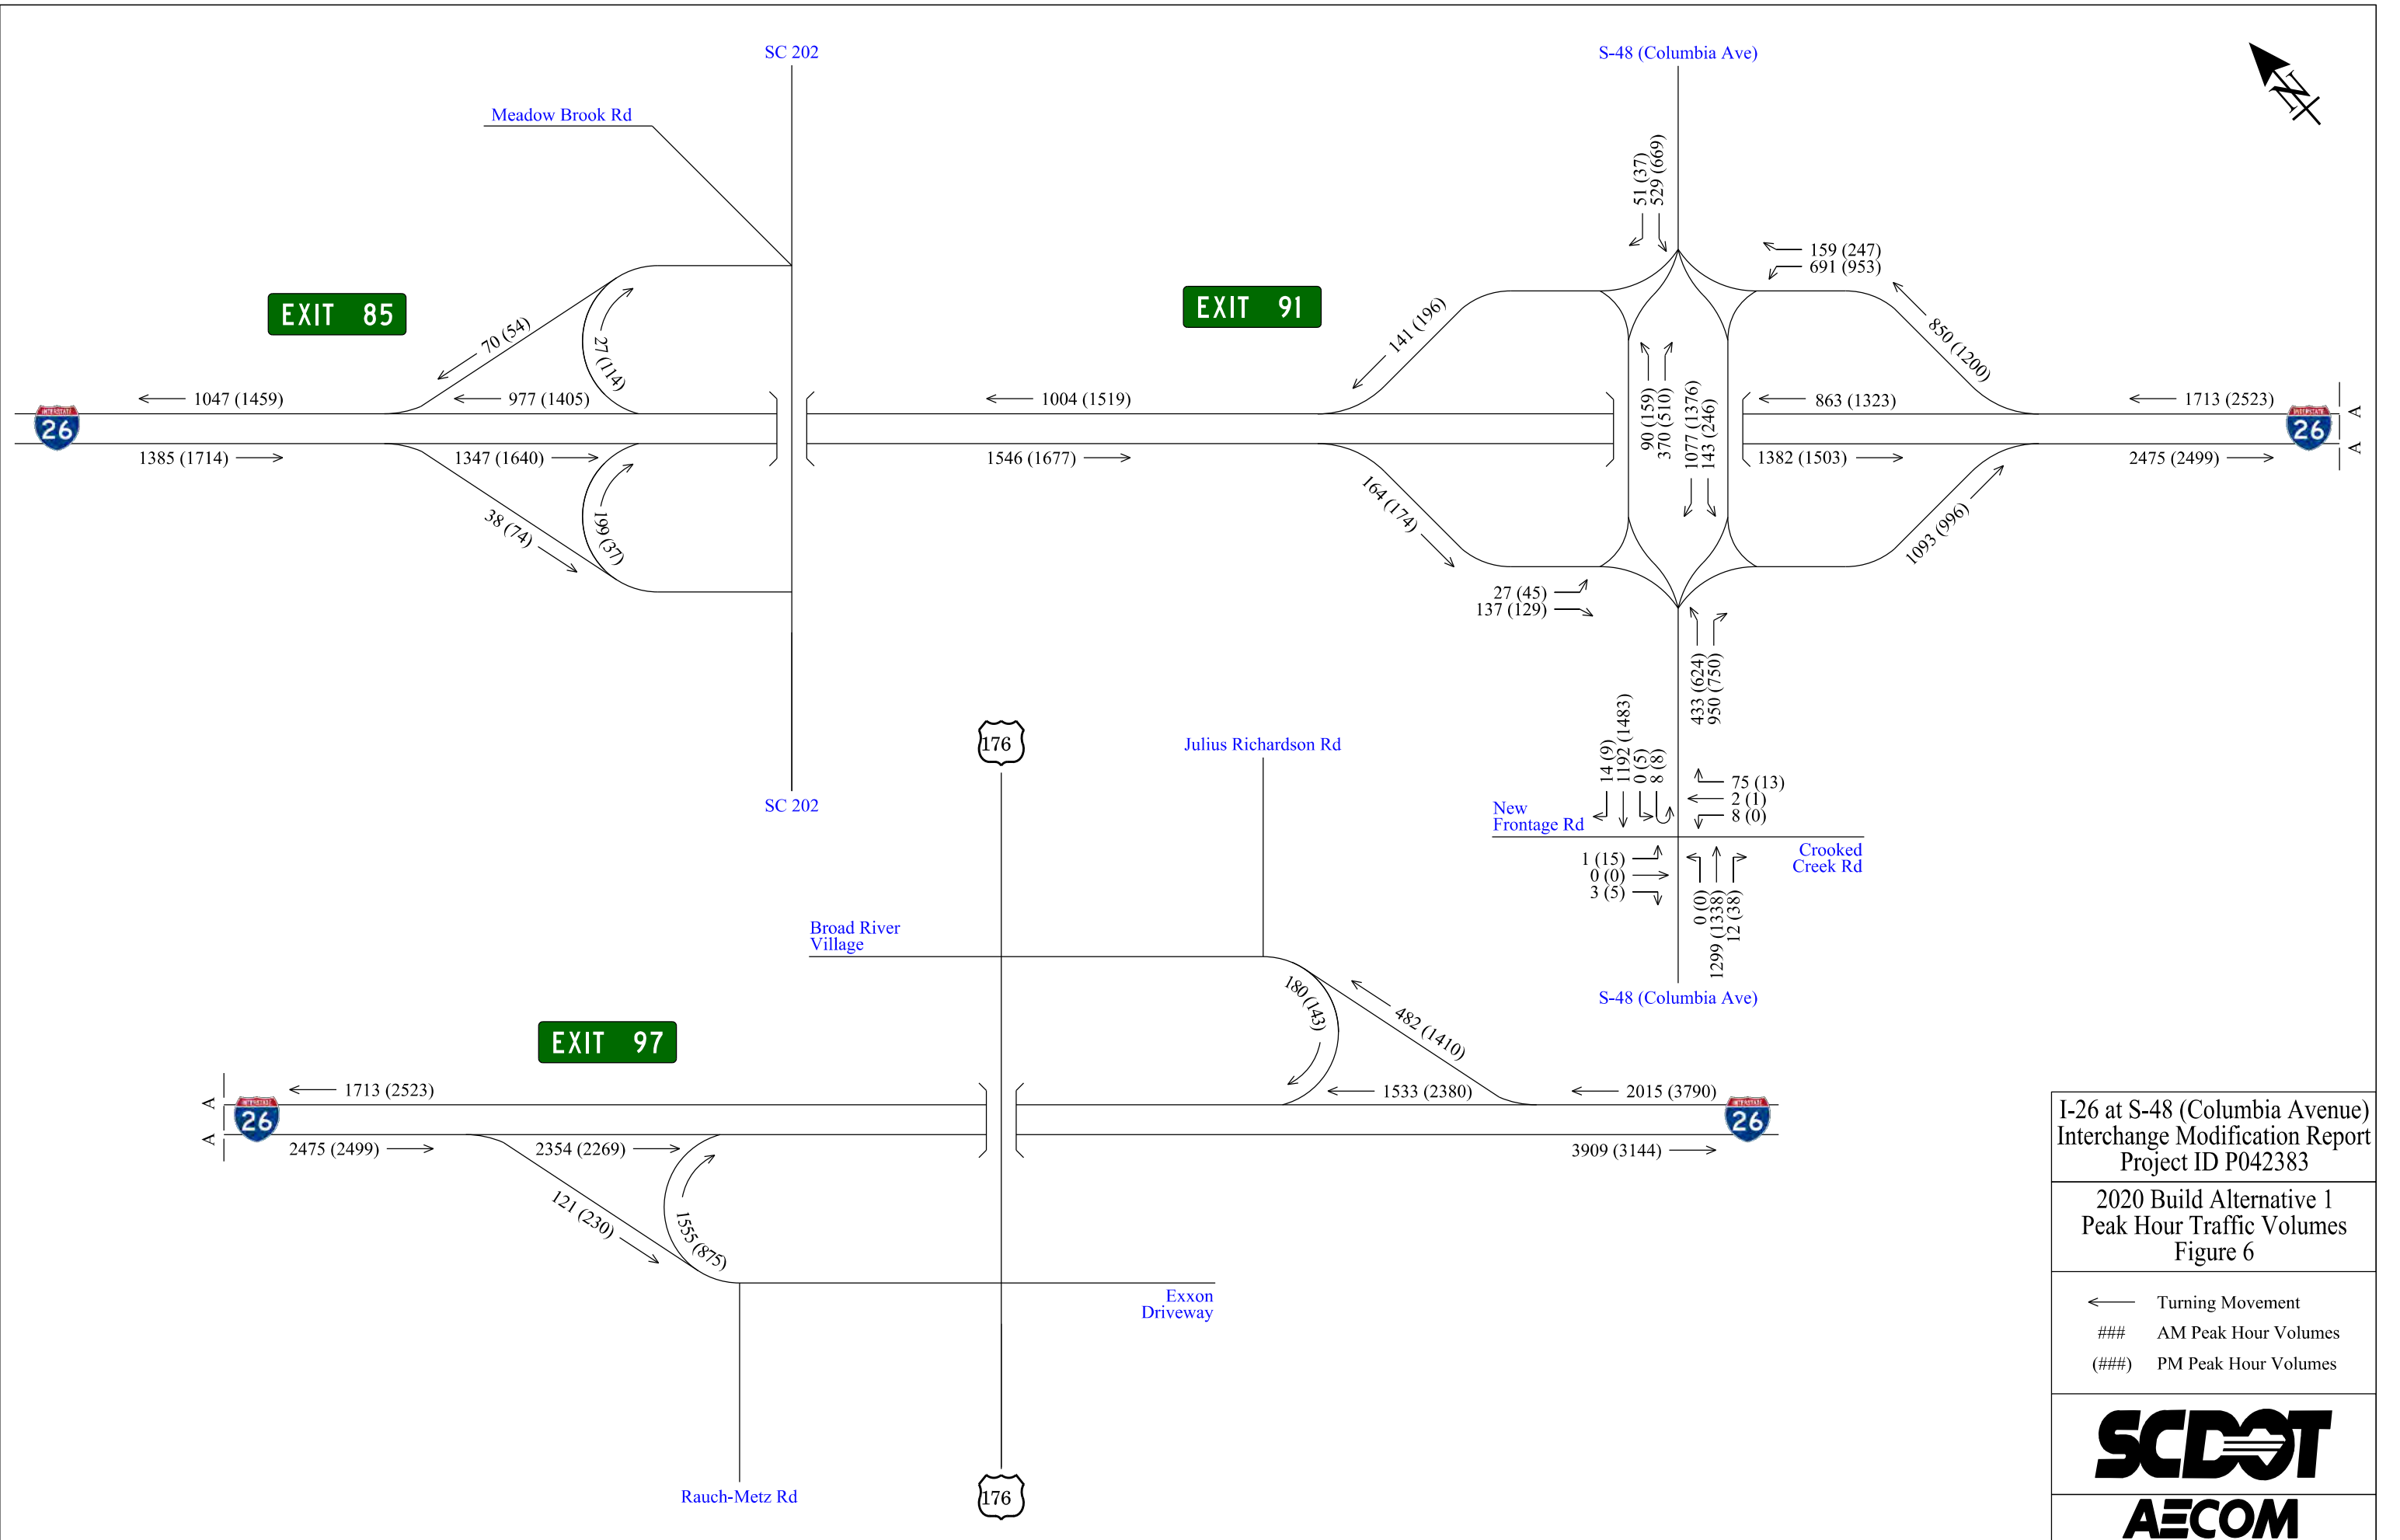 SC 202
S-48 (Columbia Ave)
N
Meadow Brook Rd
51 (37)
529 (669)
159 (247)
691 (953)
EXIT 85
EXIT 91
70 (54)
27 (114)
141 (196)
850 (1200)
1047 (1459)
977 (1405)
1004 (1519)
863 (1323)
1713 (2523)
A
INTERSTATE
26
90 (159)
370 (510)
1077 (1376)
143 (246)
INTERSTATE
26
A
1385 (1714)
1347 (1640)
1546 (1677)
1382 (1503)
2475 (2499)
38 (74)
199 (37)
164 (174)
1093 (996)
27 (45)
137 (129)
433 (624)
950 (750)
176
Julius Richardson Rd
14 (9)
1192 (1483)
0 (5)
8 (8)
75 (13)
2 (1)
8 (0)
SC 202
New
Frontage Rd
Crooked
Creek Rd
1 (15)
0 (0)
3 (5)
0 (0)
1299 (1338)
12 (38)
Broad River
Village
S-48 (Columbia Ave)
180 (143)
482 (1410)
EXIT 97
A
1713 (2523)
1533 (2380)
2015 (3790)
INTERSTATE
26
INTERSTATE
26
A
2475 (2499)
2354 (2269)
3909 (3144)
121 (230)
1555 (875)
Exxon
Driveway
Rauch-Metz Rd
176
I-26 at S-48 (Columbia Avenue)
Interchange Modification Report
Project ID P042383
2020 Build Alternative 1
Peak Hour Traffic Volumes
Figure 6
Turning Movement
### AM Peak Hour Volumes
(###) PM Peak Hour Volumes
SCDOT
AECOM